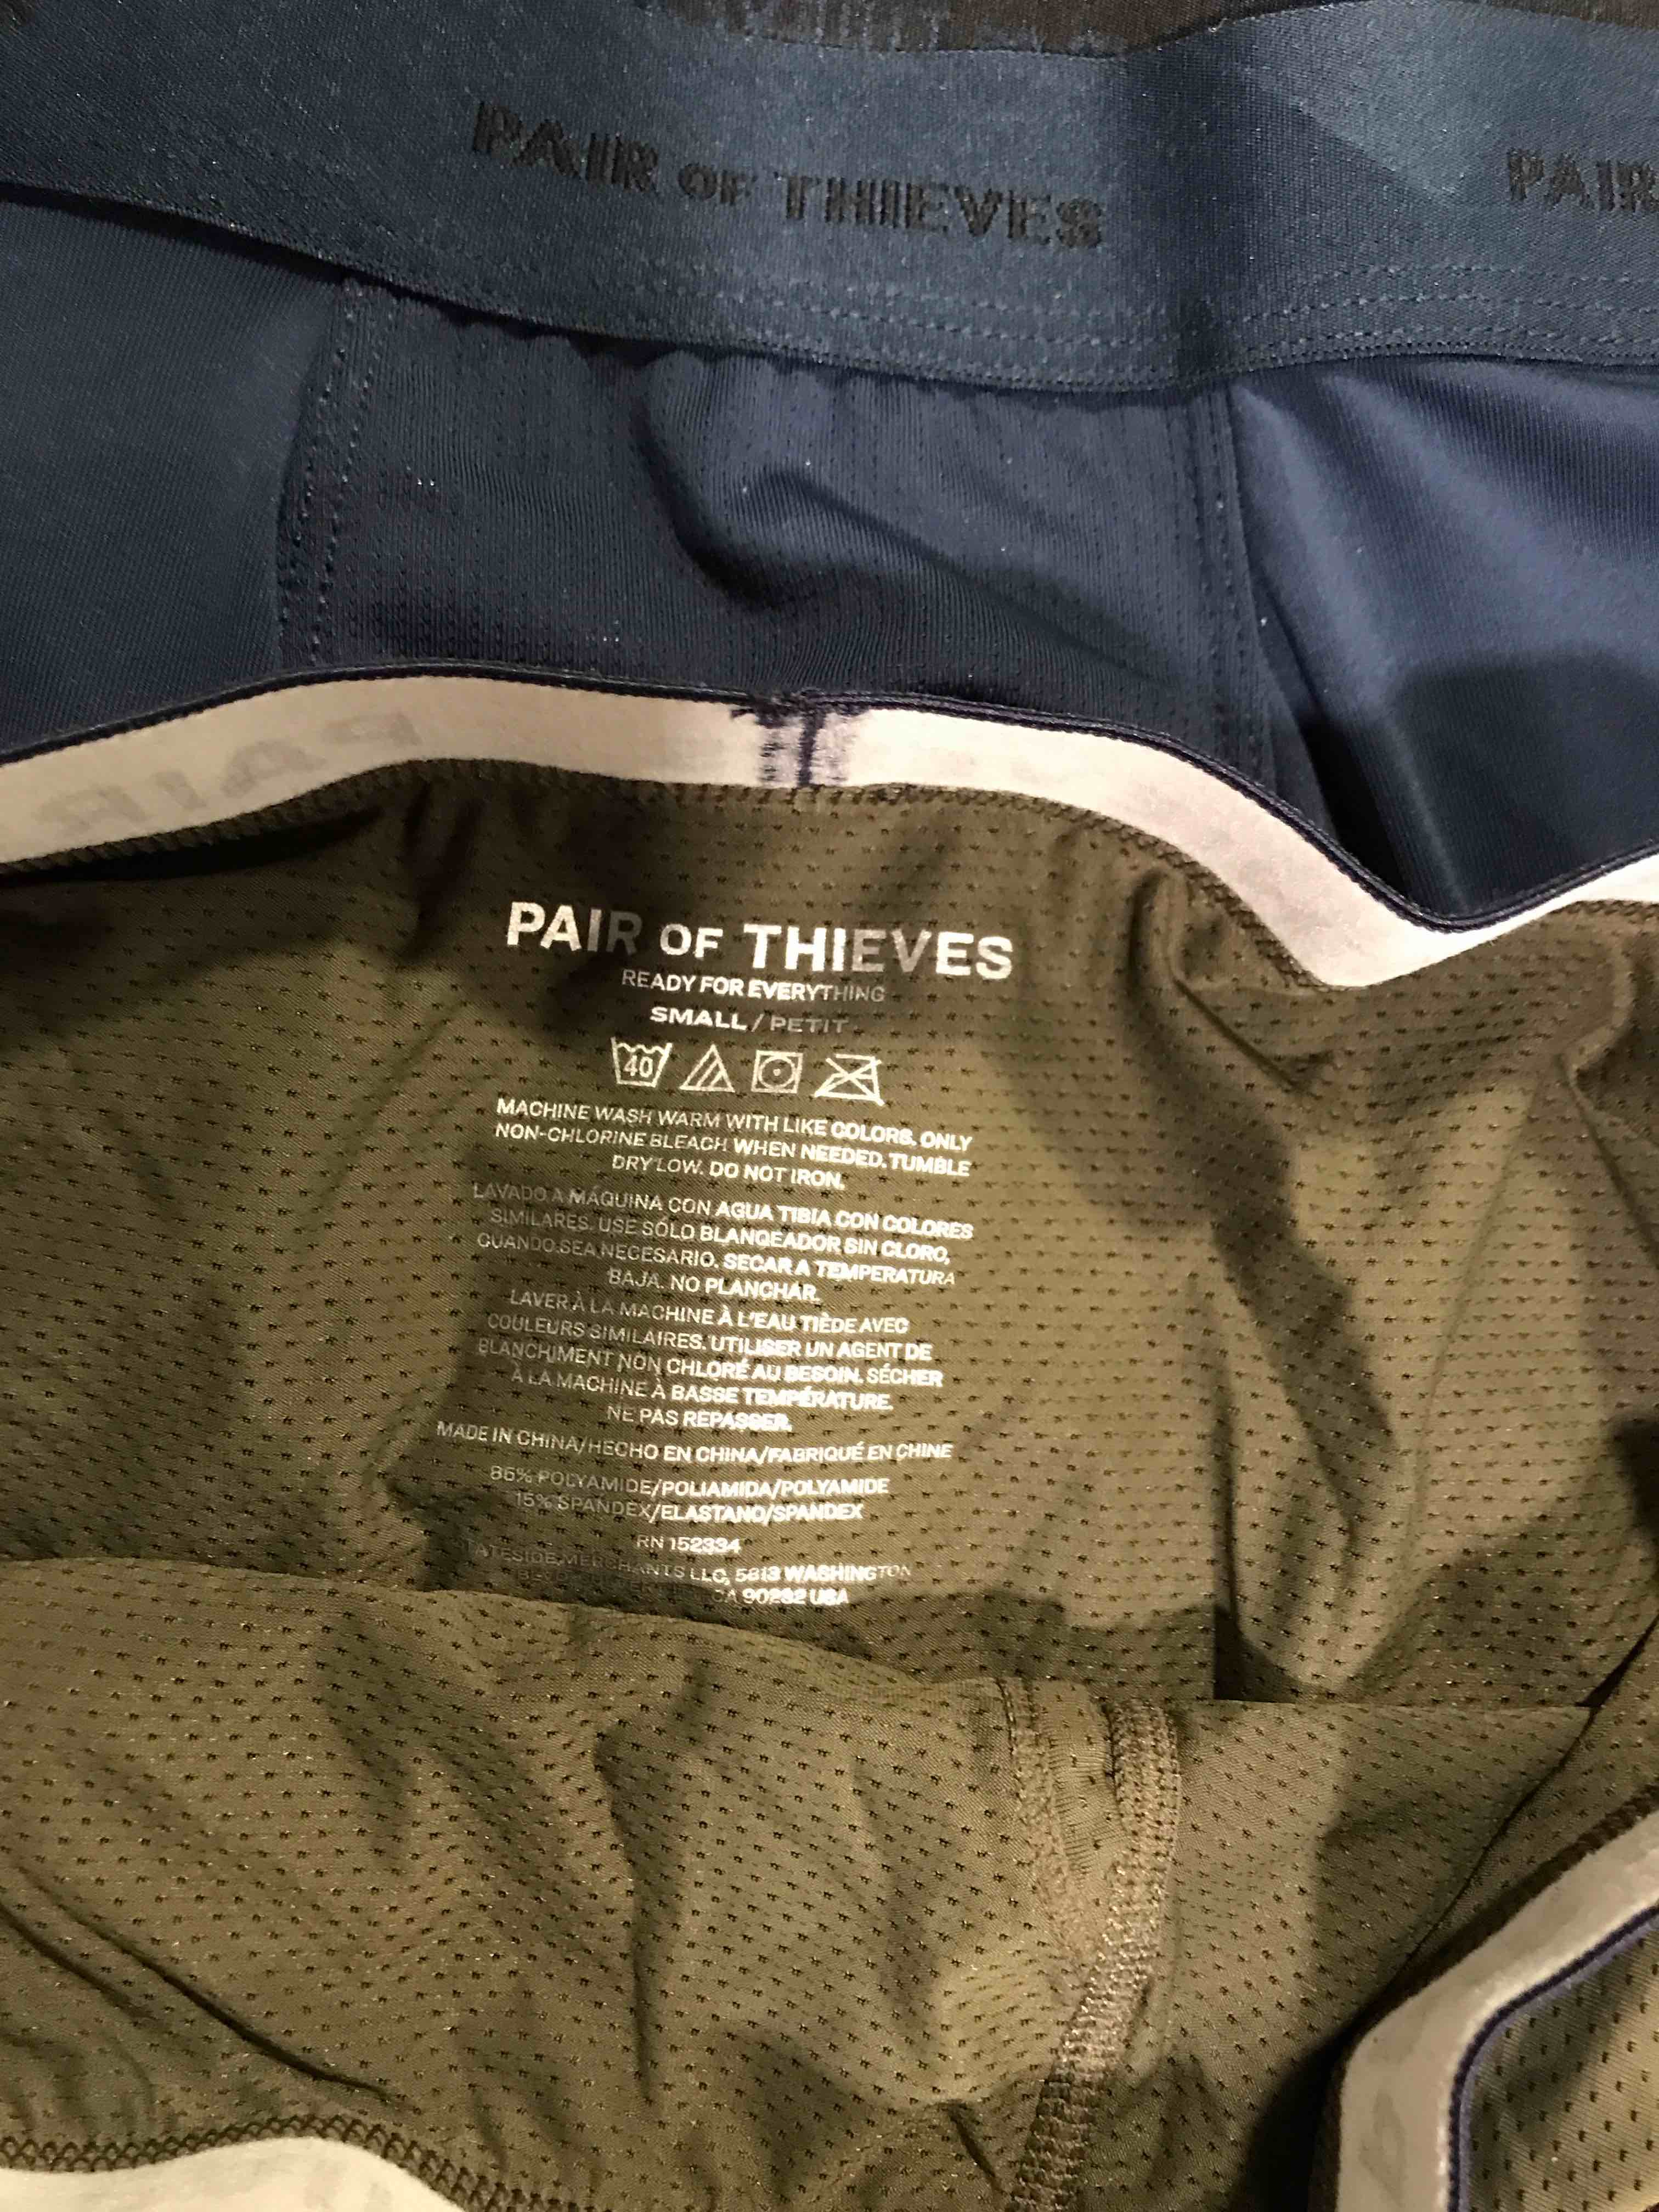 PAIR OF THIEVES
PAIR
PAIR
PAIR OF THIEVES
READY FOR EVERYTHING
SMALL / PETIT
40
MACHINE WASH WARM WITH LIKE COLORS. ONLY
NON-CHLORINE BLEACH WHEN NEEDED. TUMBLE
DRY LOW. DO NOT IRON.
LAVADO A MÁQUINA CON AGUA TIBIA CON COLORES
SIMILARES. USE SÓLO BLANQEADOR SIN CLORO,
CUANDO SEA NECESARIO. SECAR A TEMPERATURA
BAJA. NO PLANCHAR.
LAVER À LA MACHINE À L'EAU TIÈDE AVEC
COULEURS SIMILAIRES. UTILISER UN AGENT DE
BLANCHIMENT NON CHLORÉ AU BESOIN. SÉCHER
À LA MACHINE À BASSE TEMPÉRATURE.
NE PAS REPASSER.
MADE IN CHINA/HECHO EN CHINA/FABRIQUÉ EN CHINE
85% POLYAMIDE/POLIAMIDA/POLYAMIDE
15% SPANDEX/ELASTANO/SPANDEX
RN 152334
STATESIDE MERCHANTS LLC, 5813 WASHINGTON
CA 90232 USA